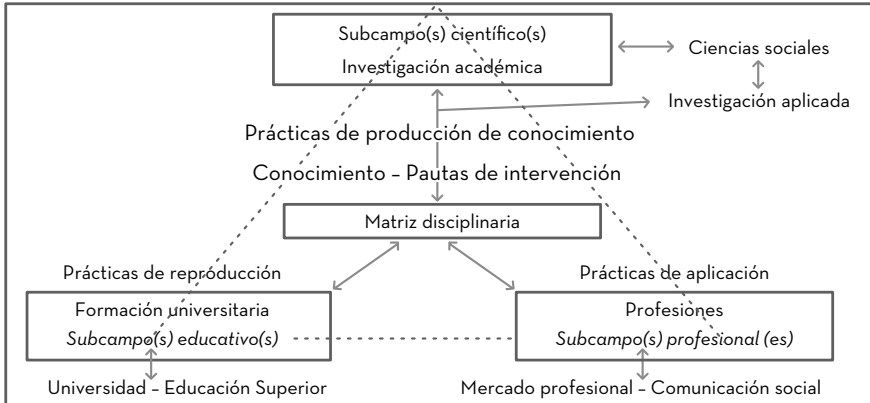 Subcampo(s) científico(s)
Investigación académica
Ciencias sociales
Investigación aplicada
Prácticas de producción de conocimiento
Conocimiento – Pautas de intervención
Matriz disciplinaria
Prácticas de reproducción
Prácticas de aplicación
Formación universitaria
Subcampo(s) educativo(s)
Profesiones
Subcampo(s) profesional (es)
Universidad – Educación Superior
Mercado profesional – Comunicación social